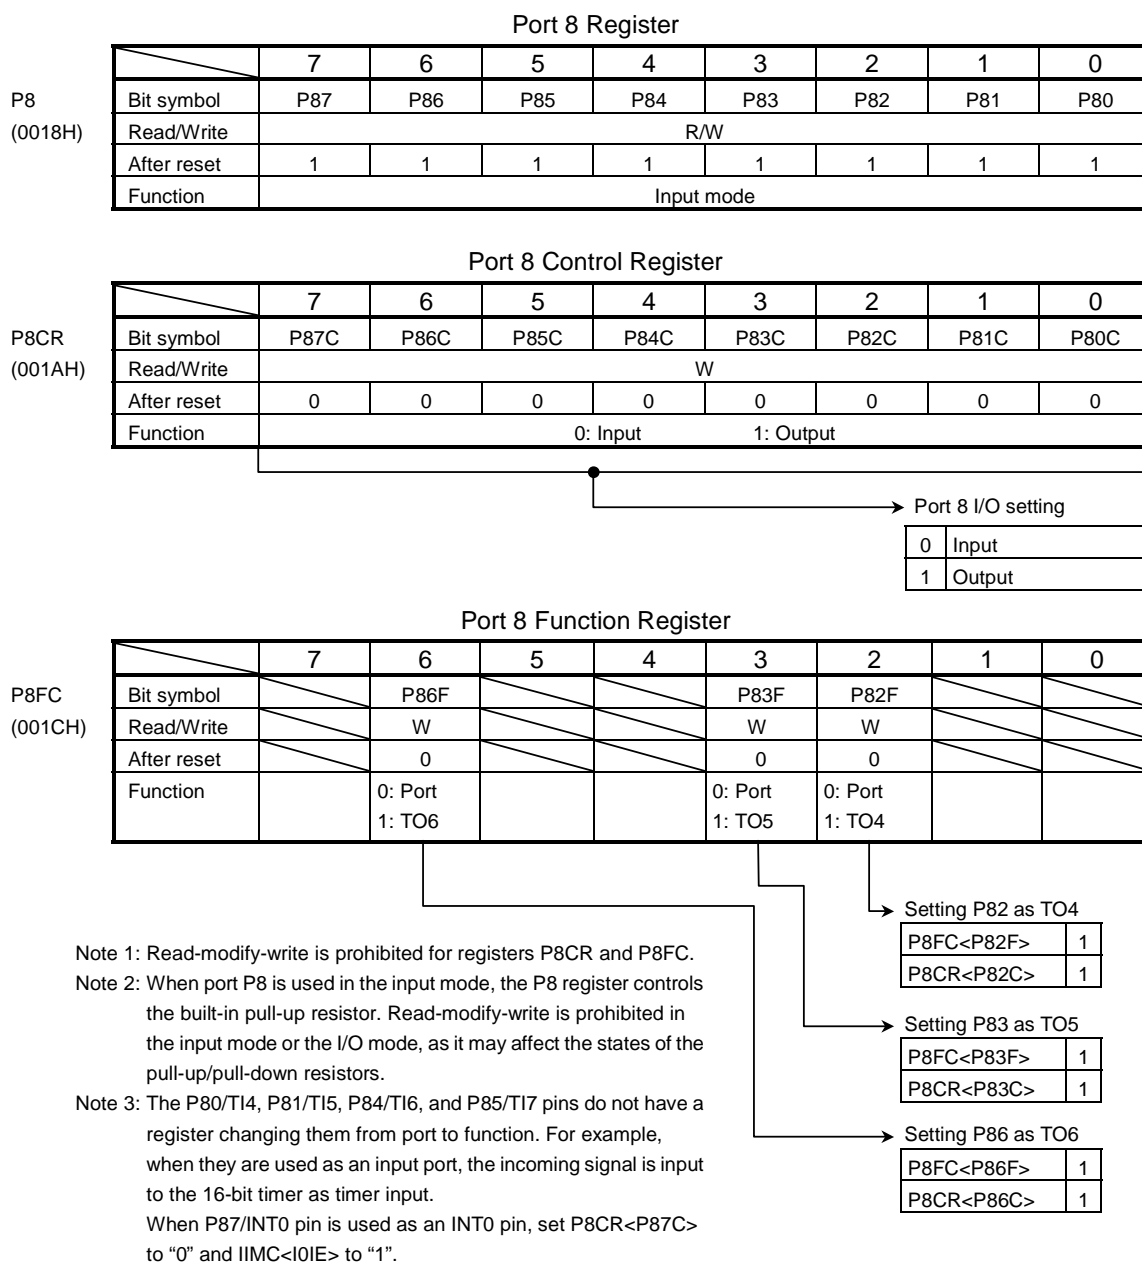 Port 8 Register
7 6 5 4 3 2 1 0
P8 Bit symbol P87 P86 P85 P84 P83 P82 P81 P80
(0018H) Read/Write R/W
After reset 1 1 1 1 1 1 1 1
Function Input mode
Port 8 Control Register
7 6 5 4 3 2 1 0
P8CR Bit symbol P87C P86C P85C P84C P83C P82C P81C P80C
(001AH) Read/Write W
After reset 0 0 0 0 0 0 0 0
Function 0: Input 1: Output
Port 8 I/O setting
0 Input
1 Output
Port 8 Function Register
7 6 5 4 3 2 1 0
P8FC Bit symbol P86F P83F P82F
(001CH) Read/Write W W W
After reset 0 0 0
Function 0: Port 0: Port 0: Port
1: TO6 1: TO5 1: TO4
Setting P82 as TO4
P8FC<P82F> 1
P8CR<P82C> 1
Setting P83 as TO5
P8FC<P83F> 1
P8CR<P83C> 1
Setting P86 as TO6
P8FC<P86F> 1
P8CR<P86C> 1
Note 1: Read-modify-write is prohibited for registers P8CR and P8FC.
Note 2: When port P8 is used in the input mode, the P8 register controls
the built-in pull-up resistor. Read-modify-write is prohibited in
the input mode or the I/O mode, as it may affect the states of the
pull-up/pull-down resistors.
Note 3: The P80/TI4, P81/TI5, P84/TI6, and P85/TI7 pins do not have a
register changing them from port to function. For example,
when they are used as an input port, the incoming signal is input
to the 16-bit timer as timer input.
When P87/INT0 pin is used as an INT0 pin, set P8CR<P87C>
to “0” and IIMC<I0IE> to “1”.